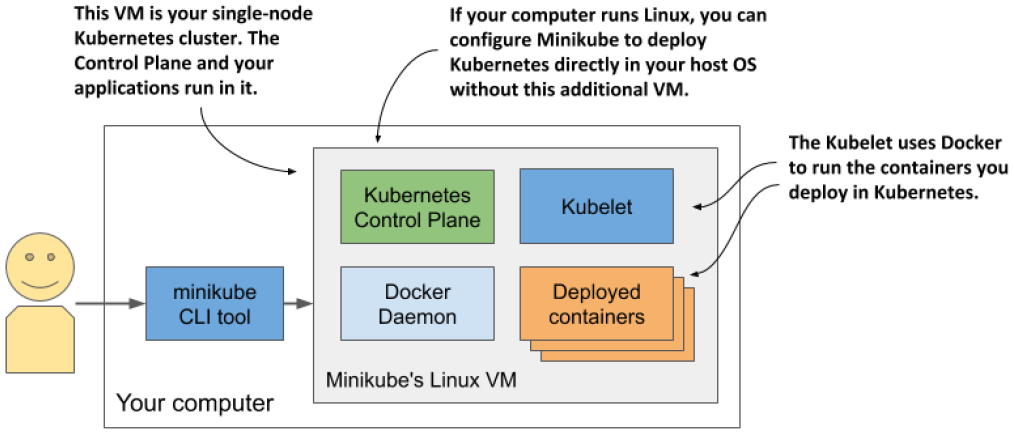 This VM is your single-node
Kubernetes cluster. The
Control Plane and your
applications run in it.
If your computer runs Linux, you can
configure Minikube to deploy
Kubernetes directly in your host OS
without this additional VM.
The Kubelet uses Docker
to run the containers you
deploy in Kubernetes.
Kubernetes
Control Plane
Kubelet
minikube
CLI tool
Docker
Daemon
Deployed
containers
Minikube's Linux VM
Your computer